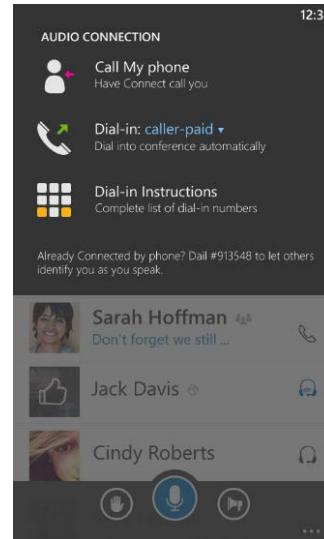 12:3
AUDIO CONNECTION
Call My phone
Have Connect call you
Dial-in: caller-paid
Dial into conference automatically
Dial-in Instructions
Complete list of dial-in numbers
Already Connected by phone? Dail #913548 to let others
identify you as you speak.
Sarah Hoffman
Don't forget we still ...
Jack Davis
Cindy Roberts